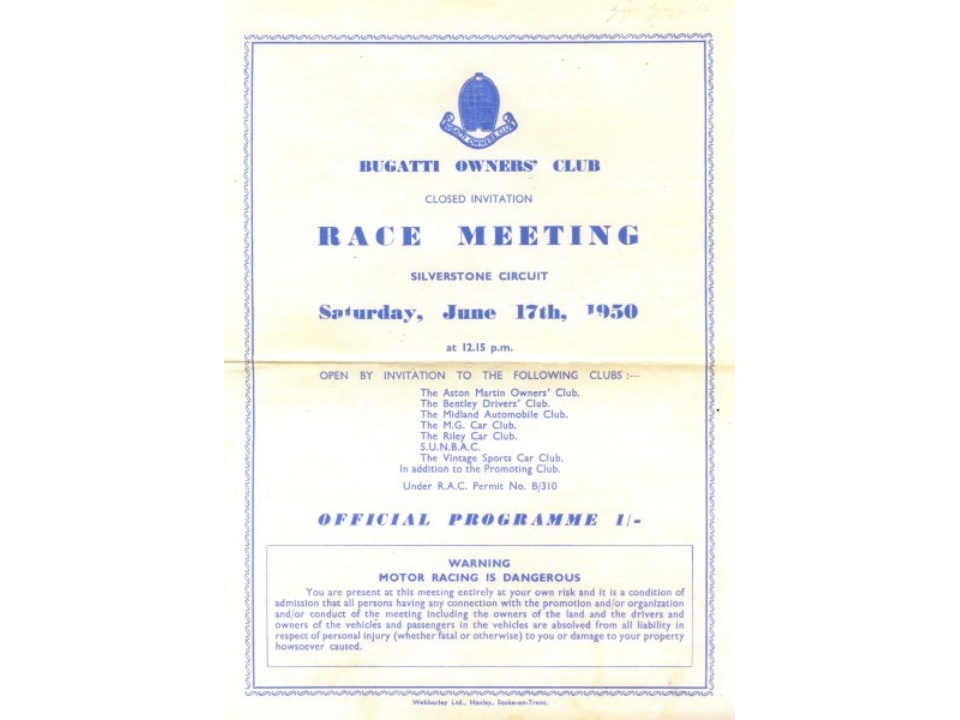 BUGATTI OWNERS CLUB
BUGATTI OWNERS' CLUB
CLOSED INVITATION
RACE MEETING
SILVERSTONE CIRCUIT
Saturday, June 17th, 1950
at 12.15 p.m.
OPEN BY INVITATION TO THE FOLLOWING CLUBS :—
The Aston Martin Owners' Club.
The Bentley Drivers' Club.
The Midland Automobile Club.
The M.G. Car Club.
The Riley Car Club.
S.U.N.B.A.C.
The Vintage Sports Car Club.
In addition to the Promoting Club.
Under R.A.C. Permit No. B/310
OFFICIAL PROGRAMME 1/-
WARNING
MOTOR RACING IS DANGEROUS
You are present at this meeting entirely at your own risk and it is a condition of
admission that all persons having any connection with the promotion and/or organization
and/or conduct of the meeting including the owners of the land and the drivers and
owners of the vehicles and passengers in the vehicles are absolved from all liability in
respect of personal injury (whether fatal or otherwise) to you or damage to your property
howsoever caused.
Webberley Ltd., Hanley, Stoke-on-Trent.